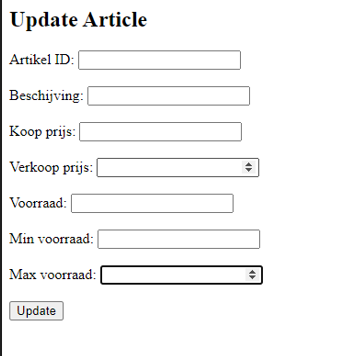 Update Article
Artikel ID:
Beschijving:
Koop prijs:
Verkoop prijs:
Voorraad:
Min voorraad:
Max voorraad:
Update